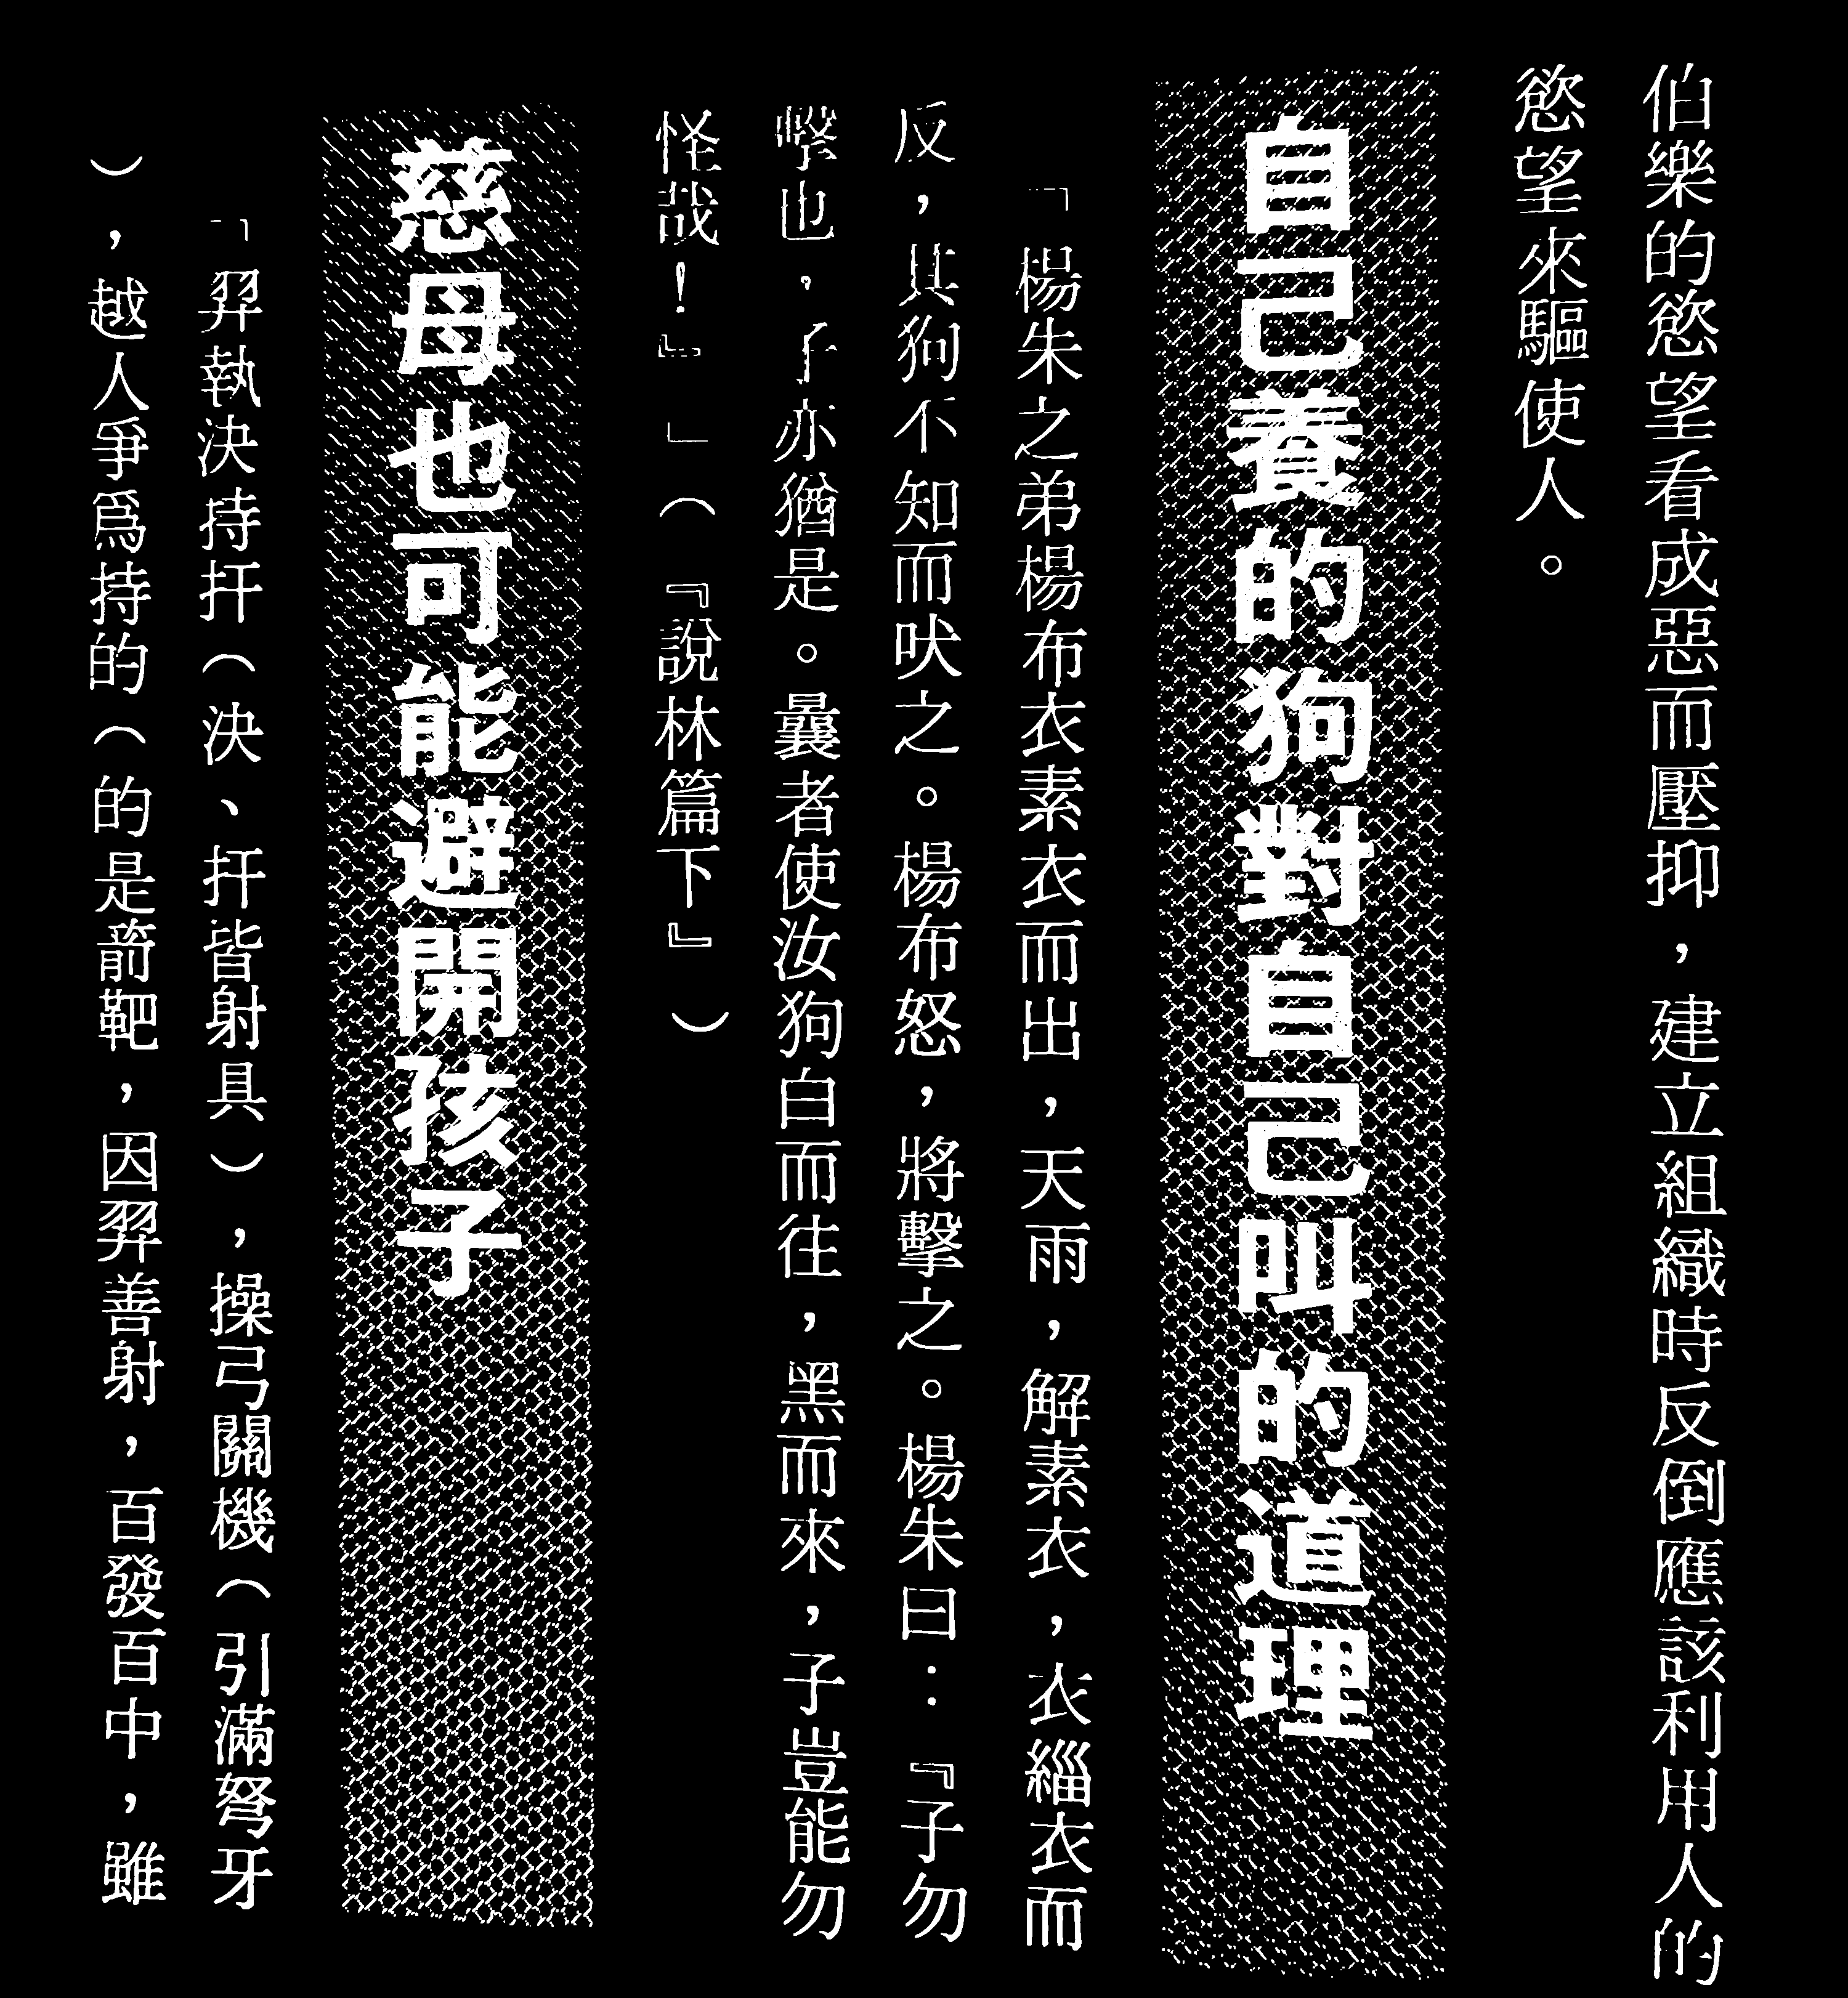 伯樂的慾望看成惡而壓抑，建立組織時反倒應該利用人的
慾望來驅使人。
自己養的狗對自己叫的道理
「楊朱之弟楊布衣素衣而出，天雨，解素衣，衣緇衣而
反，其狗不知而吠之。楊布怒，將擊之。楊朱曰：『子勿
擊也，子亦猶是。曩者使汝狗白而往，黑而來，子豈能勿
怪哉！』」（『說林篇下』）
慈母也可能避開孩子
「羿執決持扞（決、扞皆射具），操弓關機（引滿弩牙
），越人爭爲持的（的是箭靶，因羿善射，百發百中，雖